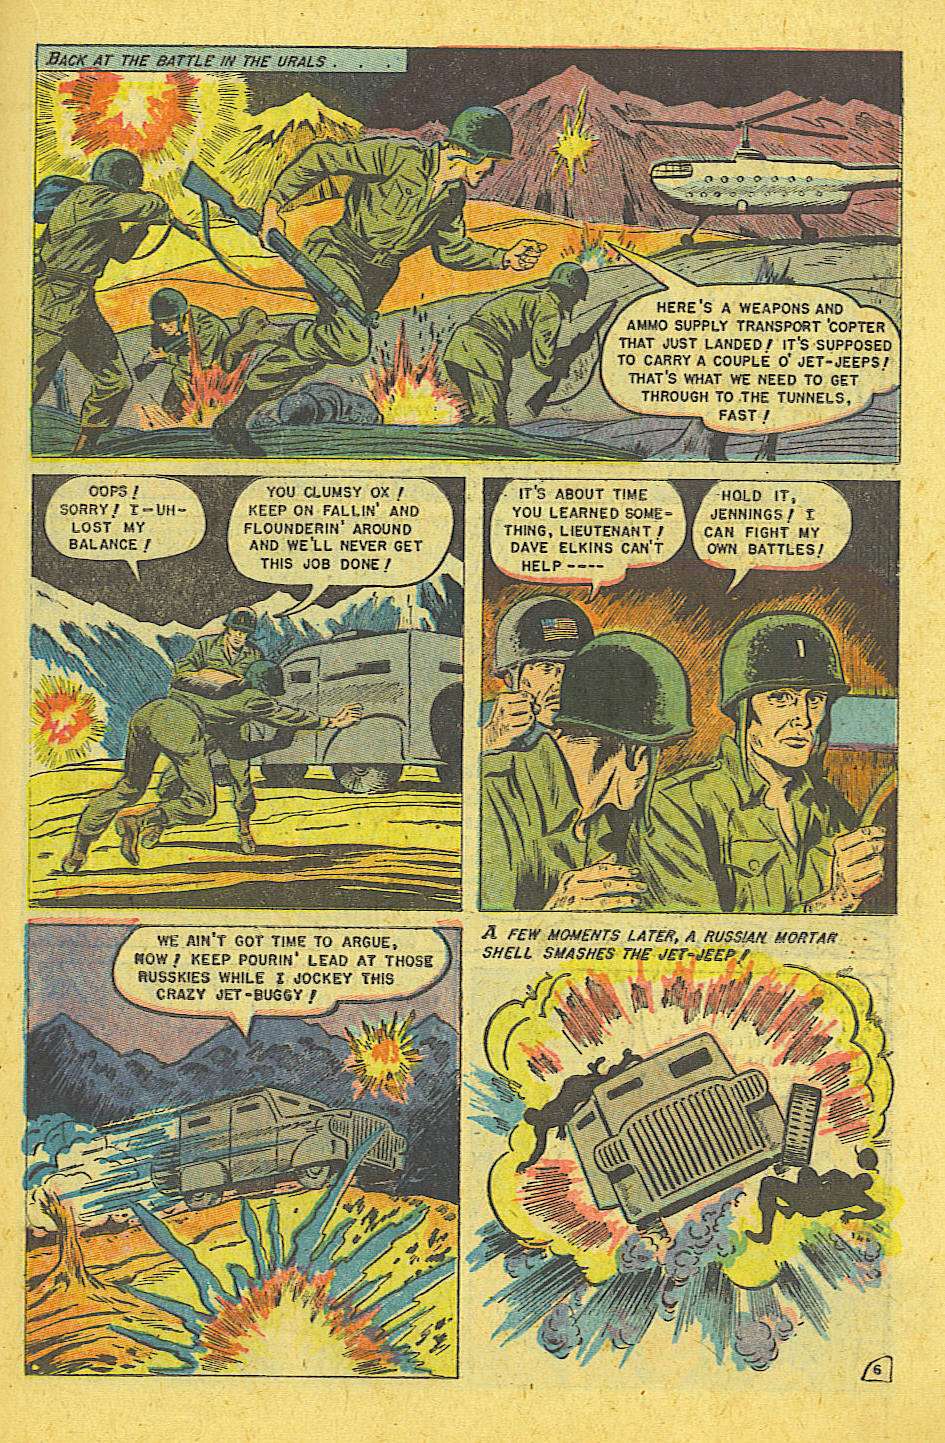 BACK AT THE BATTLE IN THE URALS . . .
HERE'S A WEAPONS AND
AMMO SUPPLY TRANSPORT 'COPTER
THAT JUST LANDED! IT'S SUPPOSED
TO CARRY A COUPLE O' JET-JEEPS!
THAT'S WHAT WE NEED TO GET
THROUGH TO THE TUNNELS,
FAST!
OOPS!
SORRY! I-UH-
LOST MY
BALANCE!
YOU CLUMSY OX!
KEEP ON FALLIN' AND
FLOUNDERIN' AROUND
AND WE'LL NEVER GET
THIS JOB DONE!
IT'S ABOUT TIME
YOU LEARNED SOME-
THING, LIEUTENANT!
DAVE ELKINS CAN'T
HELP ----
HOLD IT,
JENNINGS! I
CAN FIGHT MY
OWN BATTLES!
WE AIN'T GOT TIME TO ARGUE,
NOW! KEEP POURIN' LEAD AT THOSE
RUSSKIES WHILE I JOCKEY THIS
CRAZY JET-BUGGY!
A FEW MOMENTS LATER, A RUSSIAN MORTAR
SHELL SMASHES THE JET-JEEP!
6